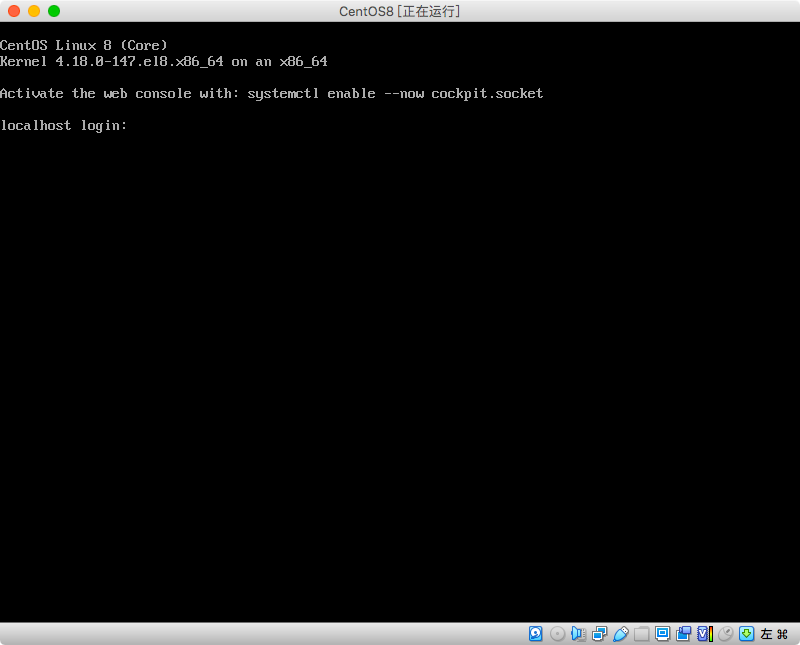 CentOS8 [正在运行]
CentOS Linux 8 (Core)
Kernel 4.18.0-147.el8.x86_64 on an x86_64
Activate the web console with: systemctl enable --now cockpit.socket
localhost login:
左 ⌘